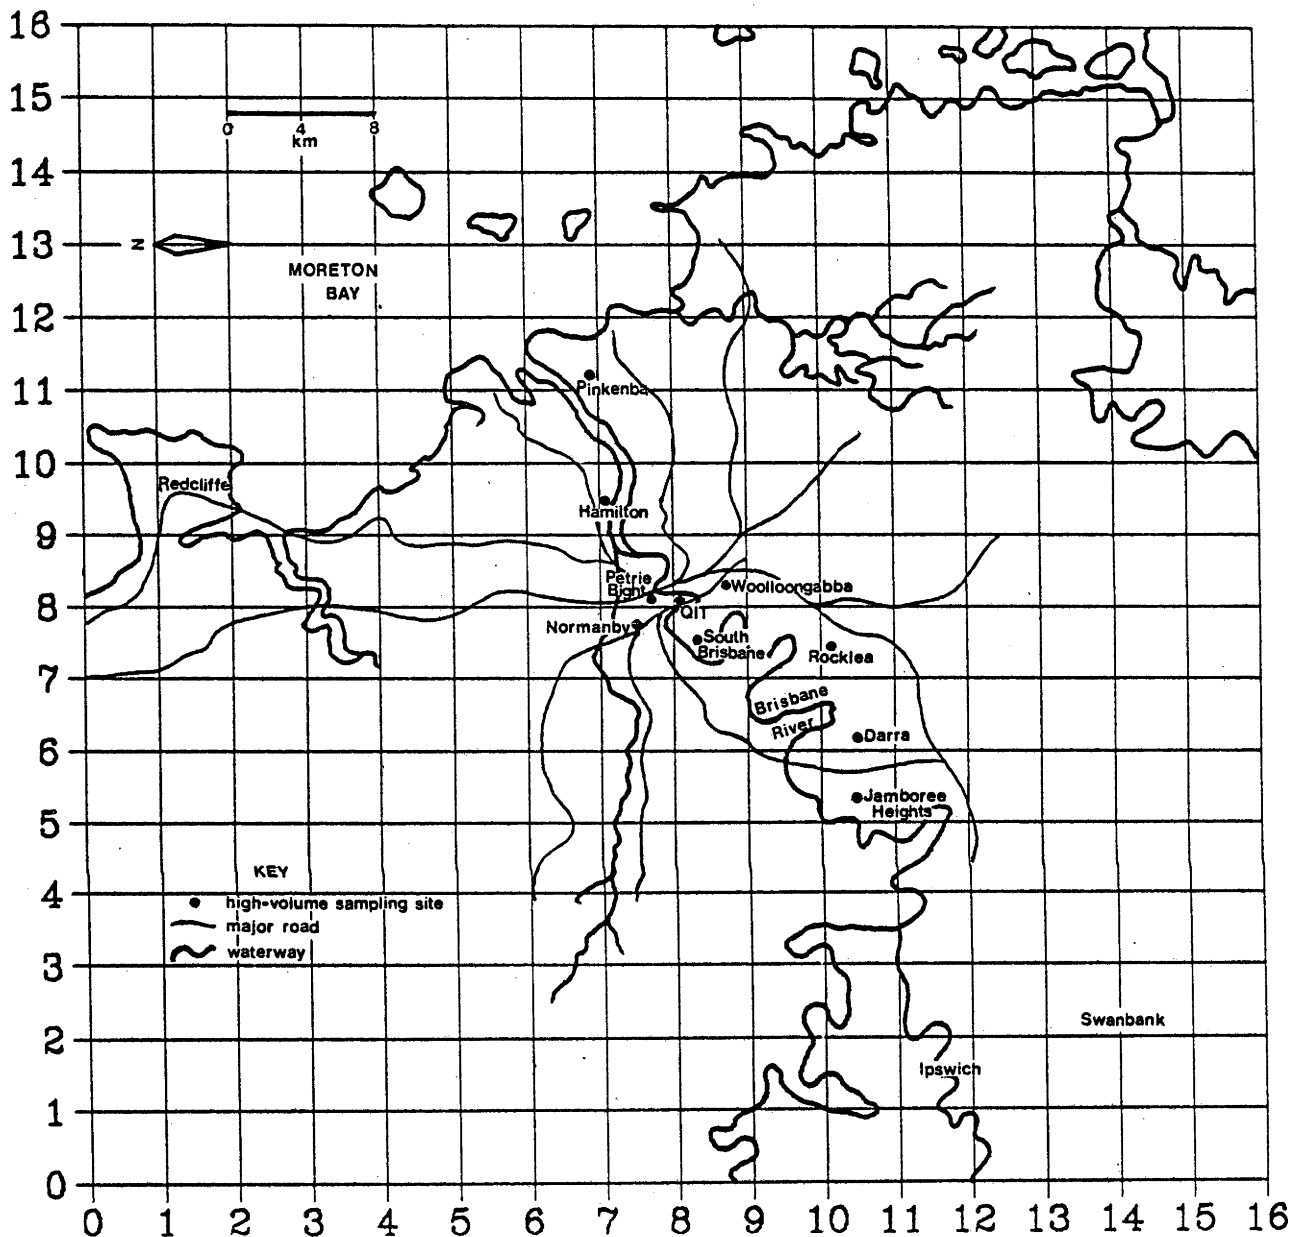 16
15
0 4 8
km
14
13
N
MORETON
BAY
12
Pinkenba
11
10
Redcliffe
Hamilton
9
Petrie
Bight
Woolloongabba
8
QIT
Normanby
South
Brisbane
Rocklea
7
Brisbane
River
Darra
6
Jamboree
Heights
5
KEY
4
high-volume sampling site
major road
waterway
3
Swanbank
2
Ipswich
1
0
0 1 2 3 4 5 6 7 8 9 10 11 12 13 14 15 16